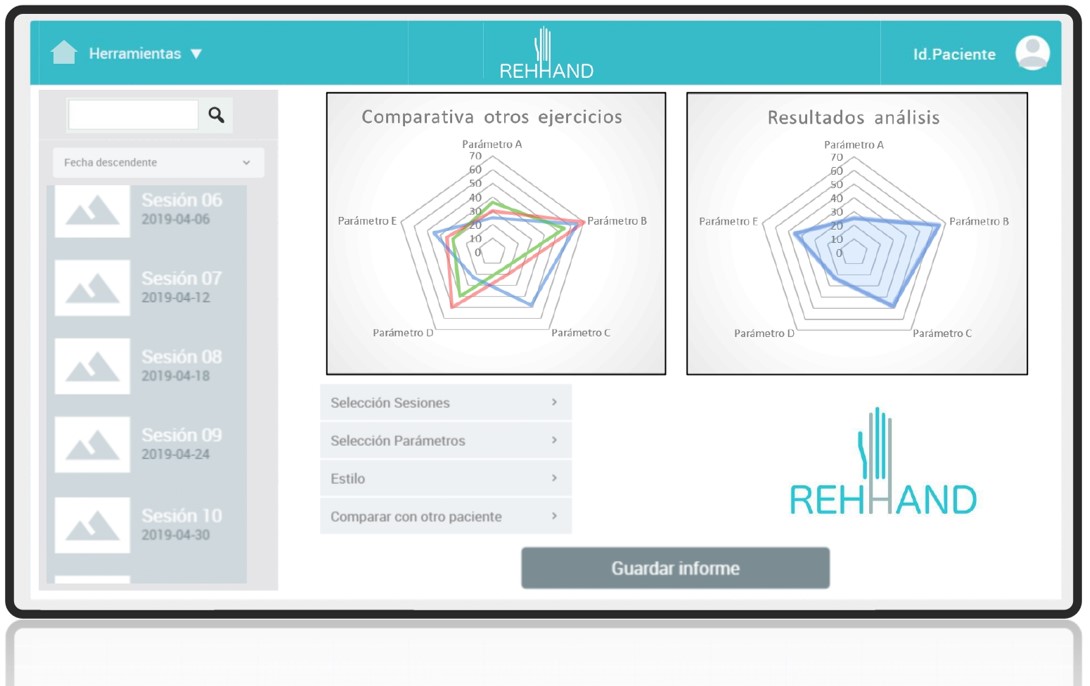 Herramientas ▼
REHHAND
Id.Paciente
Fecha descendente
Sesión 06
2019-04-06
Sesión 07
2019-04-12
Sesión 08
2019-04-18
Sesión 09
2019-04-24
Sesión 10
2019-04-30
Comparativa otros ejercicios
Parámetro A
70
60
50
40
30
20
10
0
Parámetro E
Parámetro B
Parámetro D
Parámetro C
Resultados análisis
Parámetro A
70
60
50
40
30
20
10
0
Parámetro E
Parámetro B
Parámetro D
Parámetro C
Selección Sesiones
Selección Parámetros
Estilo
Comparar con otro paciente
REHHAND
Guardar informe